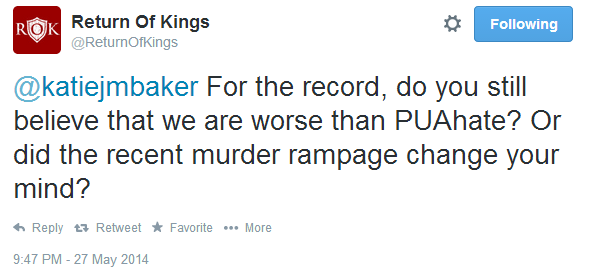 R K
Return Of Kings
@ReturnOfKings
Following
@katiejmbaker For the record, do you still
believe that we are worse than PUAhate? Or
did the recent murder rampage change your
mind?
Reply Retweet Favorite More
9:47 PM - 27 May 2014